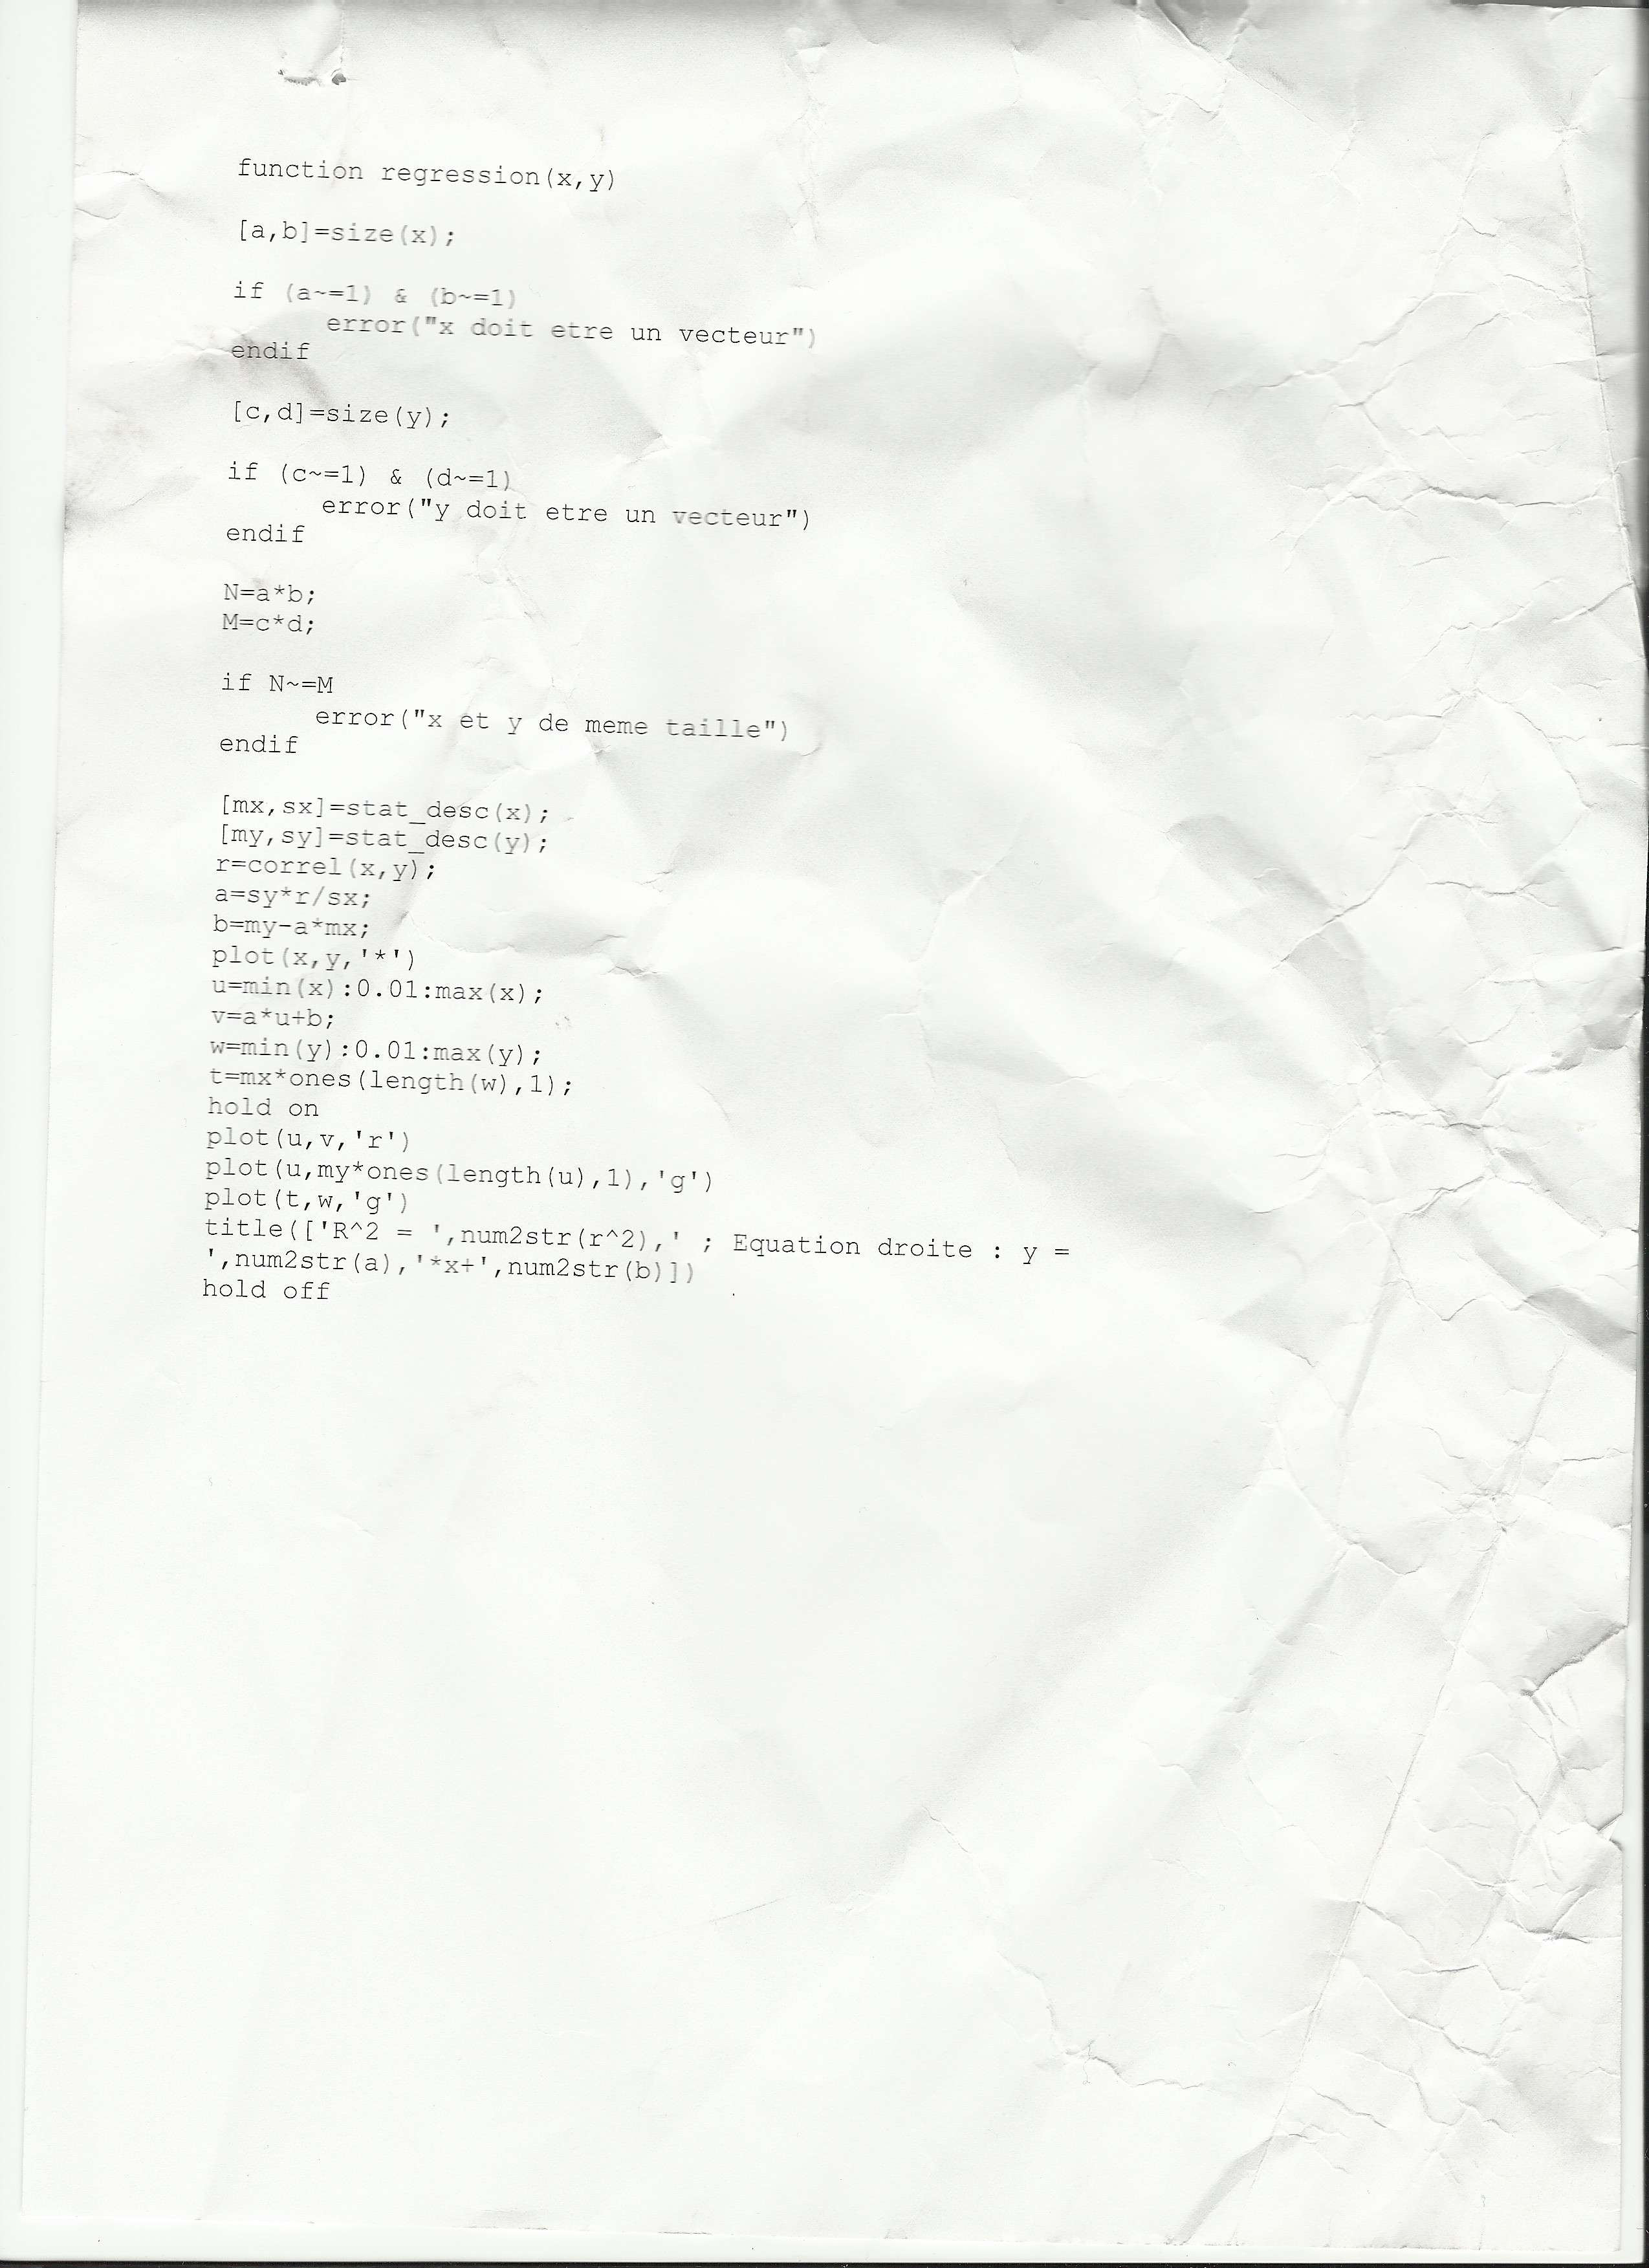 function regression(x,y)
[a,b]=size(x);
if (a~=1) & (b~=1)
error("x doit etre un vecteur")
endif
[c,d]=size(y);
if (c~=1) & (d~=1)
error("y doit etre un vecteur")
endif
N=a*b;
M=c*d;
if N~=M
error("x et y de meme taille")
endif
[mx,sx]=stat_desc(x);
[my,sy]=stat_desc(y);
r=correl(x,y);
a=sy*r/sx;
b=my-a*mx;
plot(x,y,'*')
u=min(x):0.01:max(x);
v=a*u+b;
w=min(y):0.01:max(y);
t=mx*ones(length(w),1);
hold on
plot(u,v,'r')
plot(u,my*ones(length(u),1),'g')
plot(t,w,'g')
title(['R^2 = ',num2str(r^2),' ; Equation droite : y =
',num2str(a),'*x+',num2str(b)])
hold off